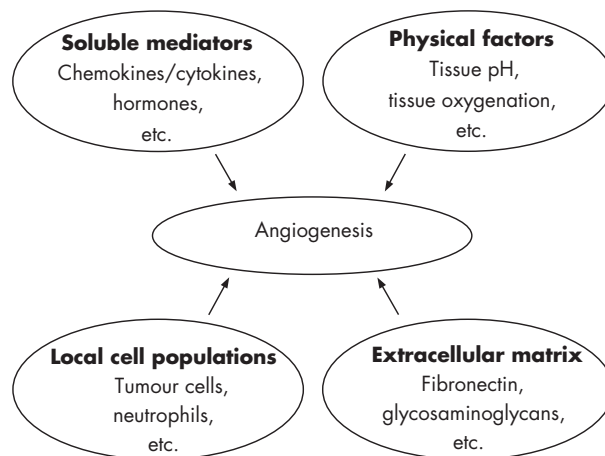 Soluble mediators
Chemokines/cytokines,
hormones,
etc.
Physical factors
Tissue pH,
tissue oxygenation,
etc.
Angiogenesis
Local cell populations
Tumour cells,
neutrophils,
etc.
Extracellular matrix
Fibronectin,
glycosaminoglycans,
etc.